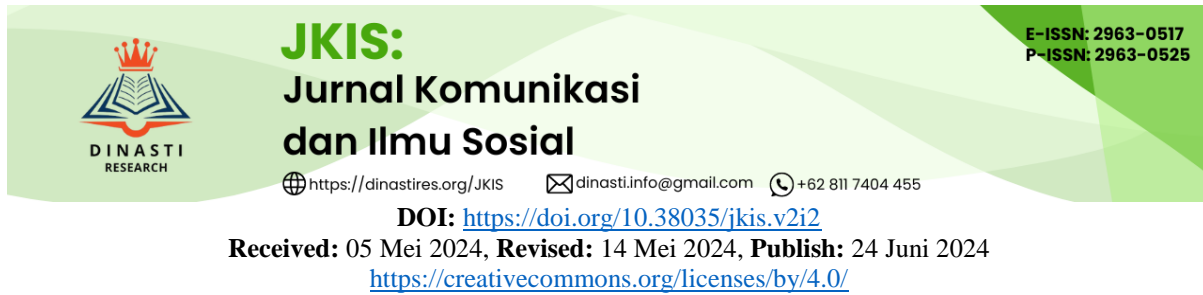 JKIS:
Jurnal Komunikasi
dan Ilmu Sosial
E-ISSN: 2963-0517
P-ISSN: 2963-0525
DINASTI
RESEARCH
https://dinastires.org/JKIS dinasti.info@gmail.com +62 811 7404 455
DOI: https://doi.org/10.38035/jkis.v2i2
Received: 05 Mei 2024, Revised: 14 Mei 2024, Publish: 24 Juni 2024
https://creativecommons.org/licenses/by/4.0/